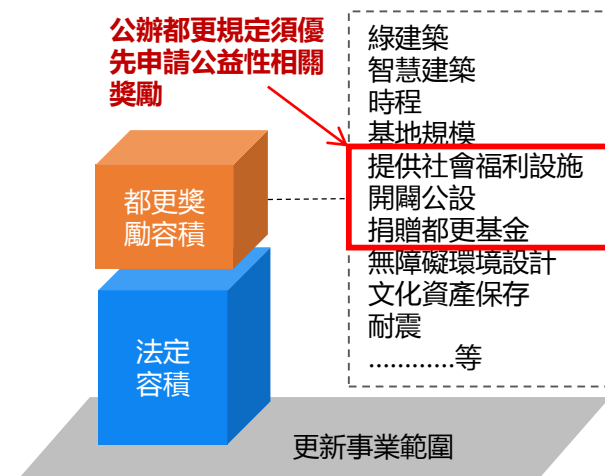 公辦都更規定須優
先申請公益性相關
獎勵
綠建築
智慧建築
時程
基地規模
提供社會福利設施
開闢公設
捐贈都更基金
無障礙環境設計
文化資產保存
耐震
............等
都更獎
勵容積
法定
容積
更新事業範圍